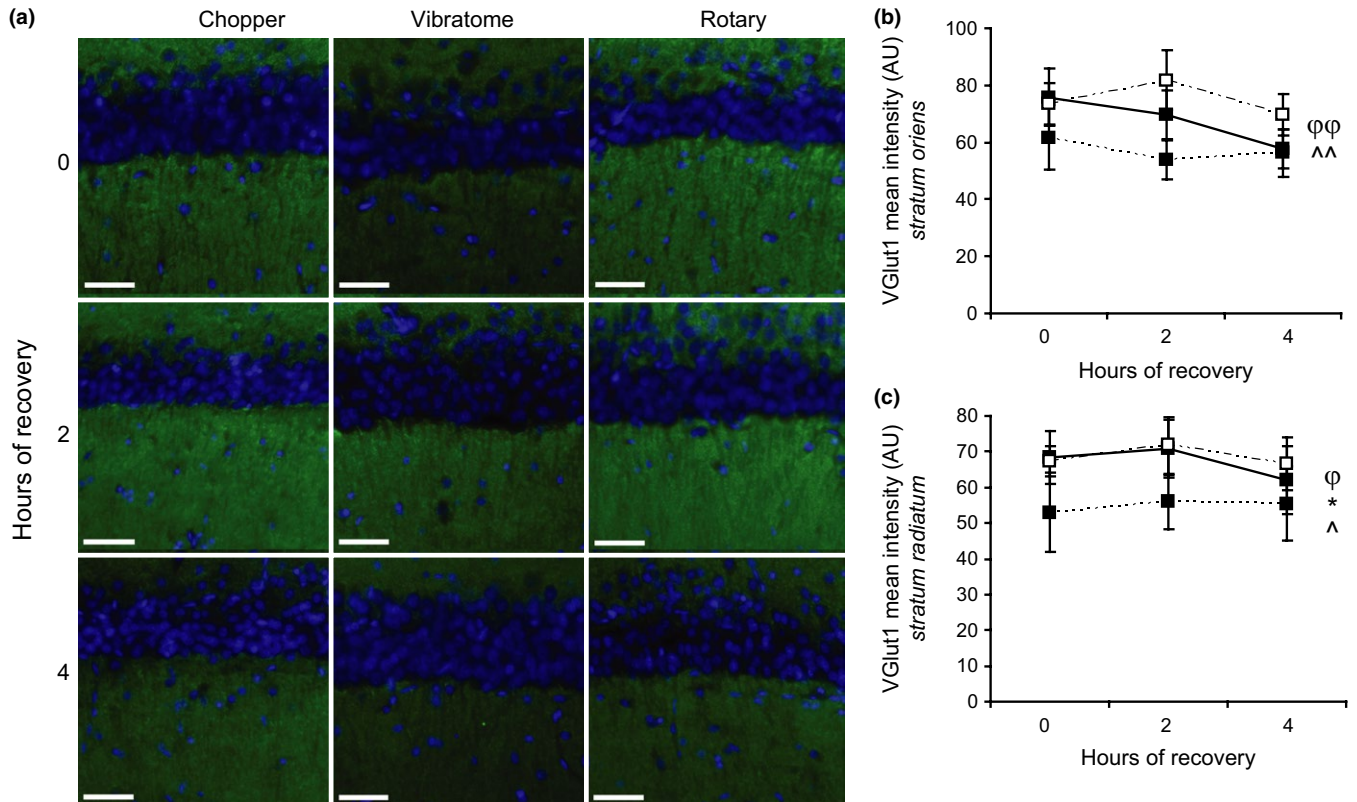 (a)
Chopper Vibratome Rotary
Hours of recovery
0
2
4
(b)
VGlut1 mean intensity (AU)
stratum oriens
100
80
60
40
20
0
φφ
^^
0 2 4
Hours of recovery
(c)
VGlut1 mean intensity (AU)
stratum radiatum
80
70
60
50
40
30
20
10
0
φ
*
^
0 2 4
Hours of recovery